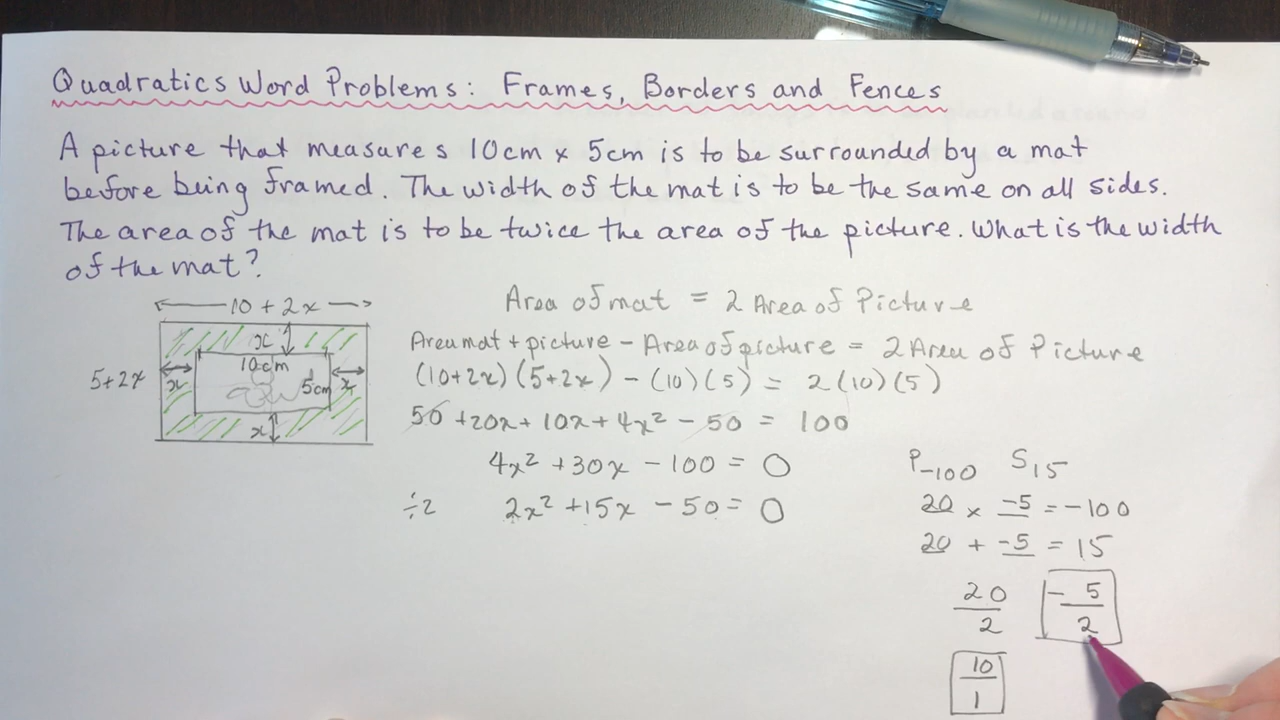 Quadratics Word Problems: Frames, Borders and Fences
A picture that measures 10cm x 5cm is to be surrounded by a mat
before being framed. The width of the mat is to be the same on all sides.
The area of the mat is to be twice the area of the picture. What is the width
of the mat?
10 + 2x
x
10cm
5+2x
x
5cm
x
x
Area of mat = 2 Area of Picture
Area mat + picture - Area of picture = 2 Area of Picture
(10+2x)(5+2x) - (10)(5) = 2(10)(5)
50 + 20x + 10x + 4x² - 50 = 100
4x² + 30x - 100 = 0
÷2 2x² + 15x - 50 = 0
P-100 S15
20 x -5 = -100
20 + -5 = 15
20/2 -5/2
10/1